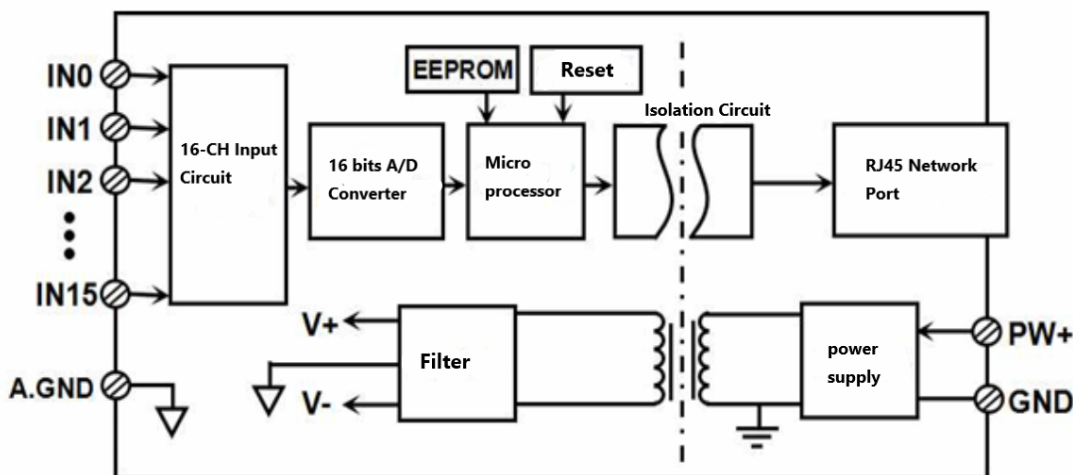 EEPROM
Reset
Isolation Circuit
IN0
IN1
IN2
IN15
A.GND
16-CH Input
Circuit
16 bits A/D
Converter
Micro
processor
RJ45 Network
Port
V+
V-
Filter
power
supply
PW+
GND